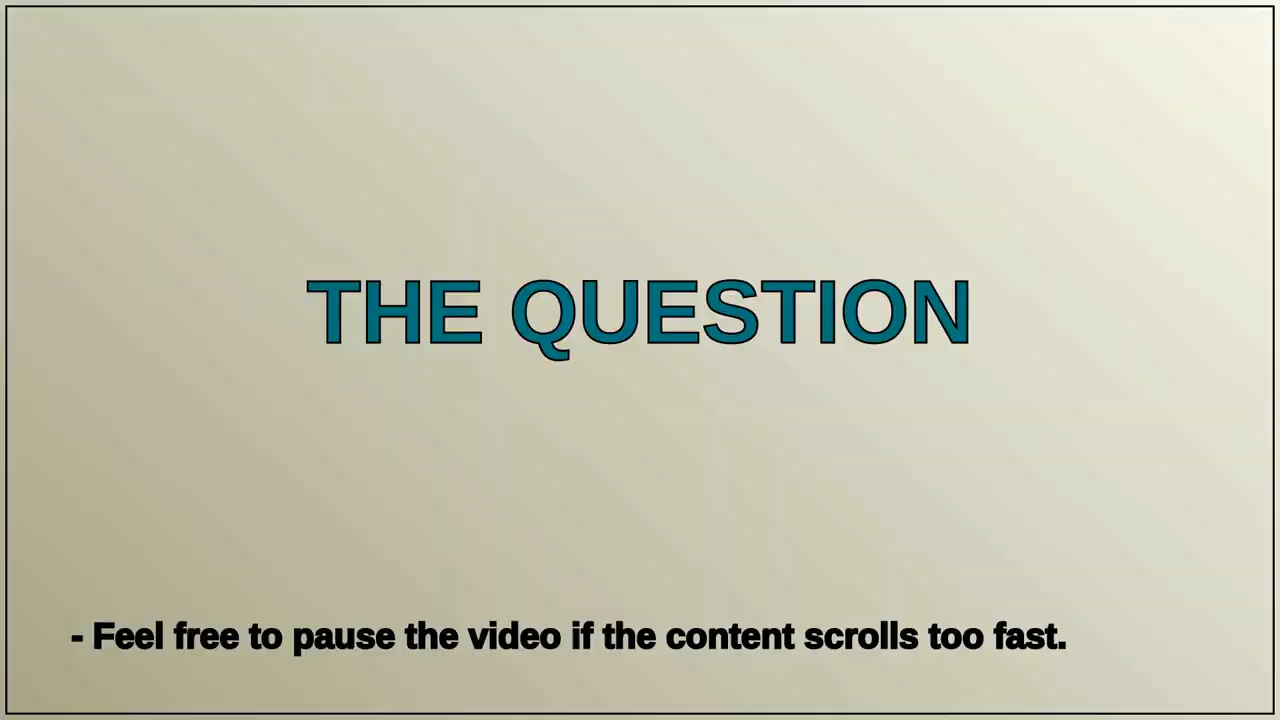 THE QUESTION
- Feel free to pause the video if the content scrolls too fast.